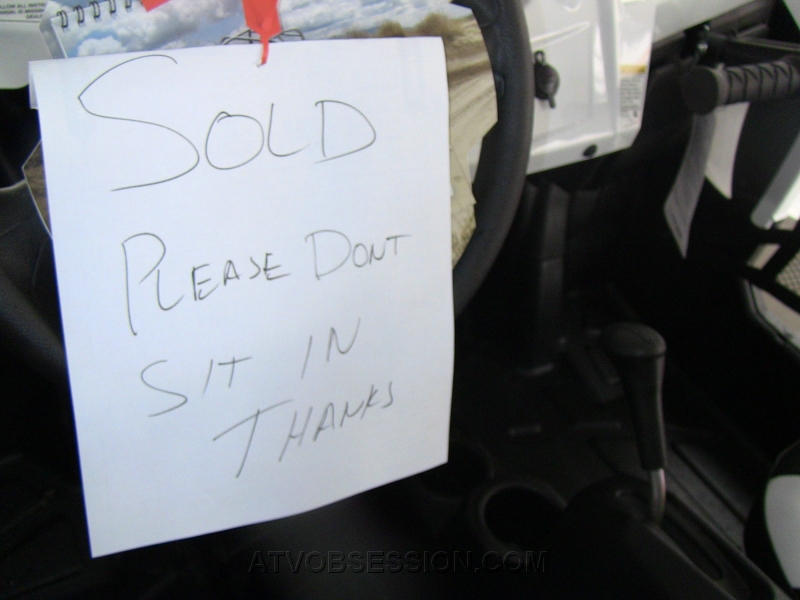 SOLD
PLEASE DONT
SIT IN
THANKS
ATVOBSESSION.COM